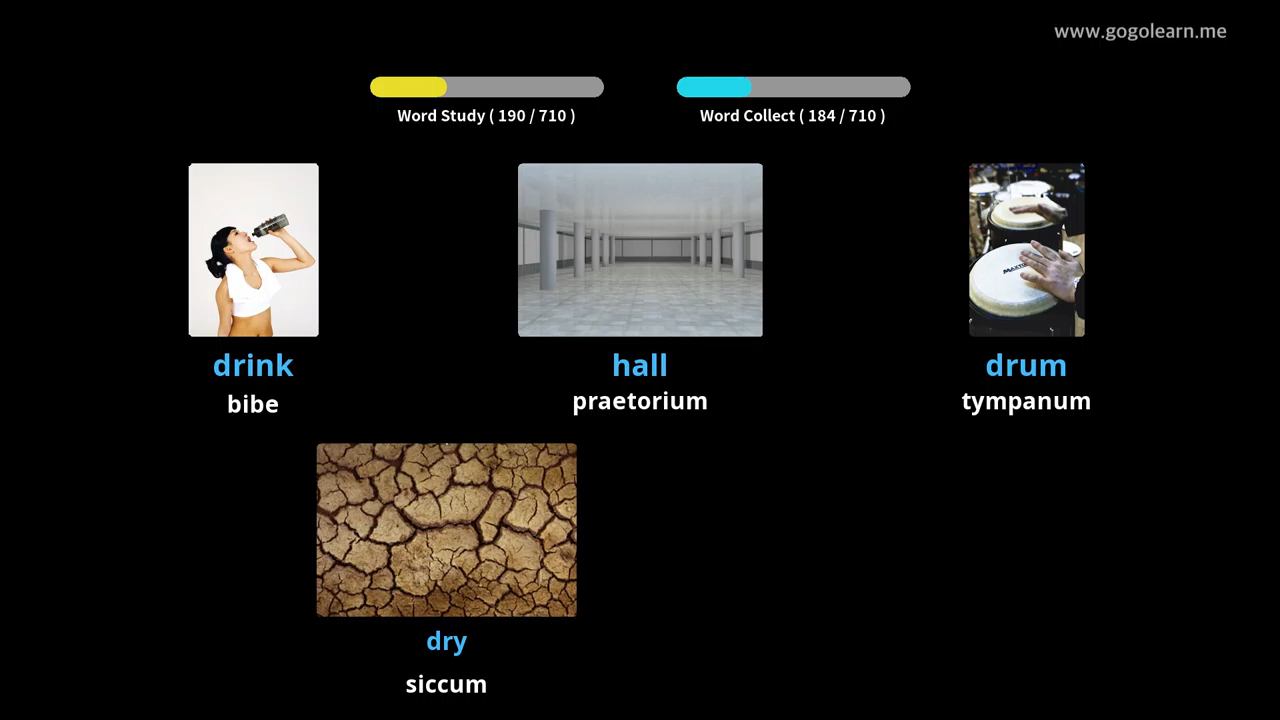 www.gogolearn.me
Word Study ( 190 / 710 )
Word Collect ( 184 / 710 )
drink
bibe
hall
praetorium
drum
tympanum
dry
siccum